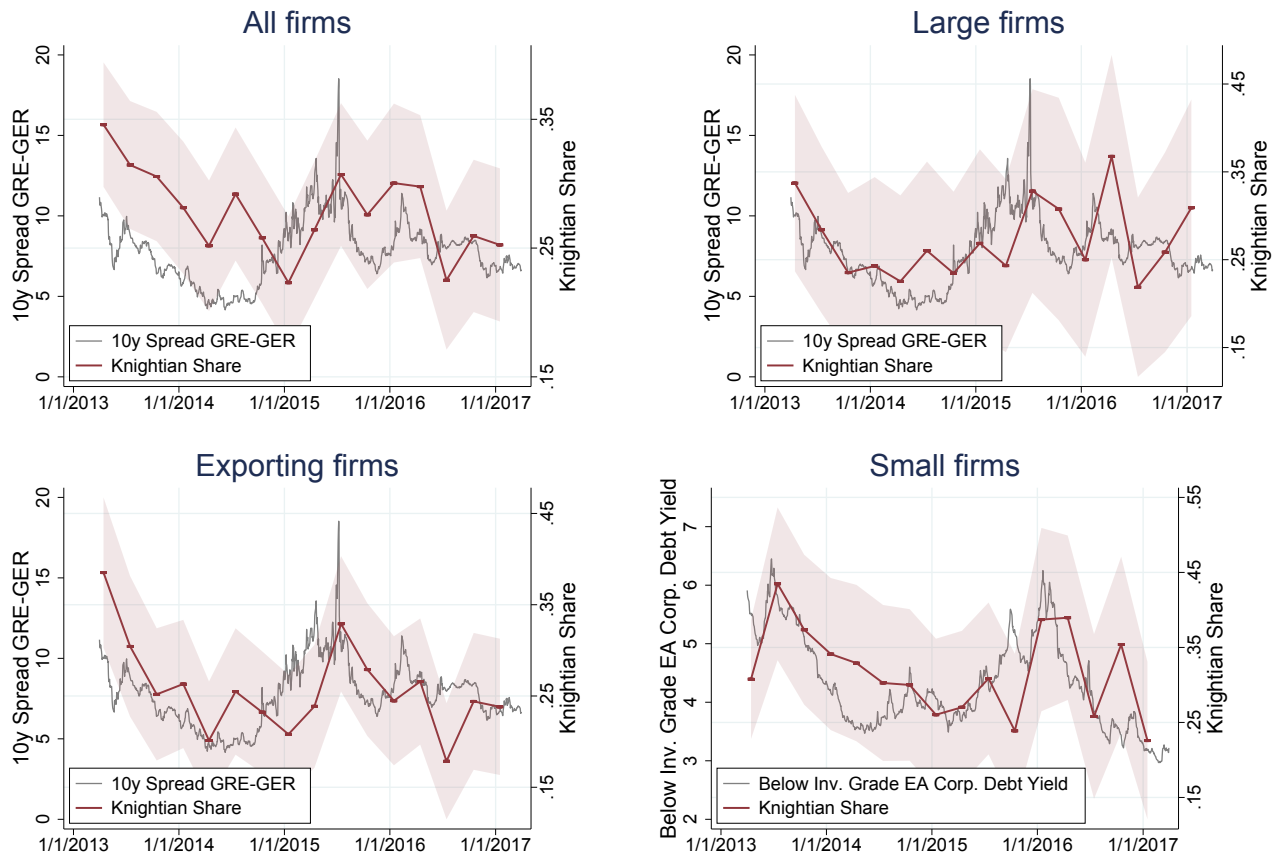 All firms
10y Spread GRE-GER
20
15
10
5
0
.35
.25
.15
Knightian Share
10y Spread GRE-GER
Knightian Share
1/1/2013 1/1/2014 1/1/2015 1/1/2016 1/1/2017
Large firms
10y Spread GRE-GER
20
15
10
5
0
.45
.35
.25
.15
Knightian Share
10y Spread GRE-GER
Knightian Share
1/1/2013 1/1/2014 1/1/2015 1/1/2016 1/1/2017
Exporting firms
10y Spread GRE-GER
20
15
10
5
0
.45
.35
.25
.15
Knightian Share
10y Spread GRE-GER
Knightian Share
1/1/2013 1/1/2014 1/1/2015 1/1/2016 1/1/2017
Small firms
Below Inv. Grade EA Corp. Debt Yield
7
6
5
4
3
2
.55
.45
.35
.25
.15
Knightian Share
Below Inv. Grade EA Corp. Debt Yield
Knightian Share
1/1/2013 1/1/2014 1/1/2015 1/1/2016 1/1/2017